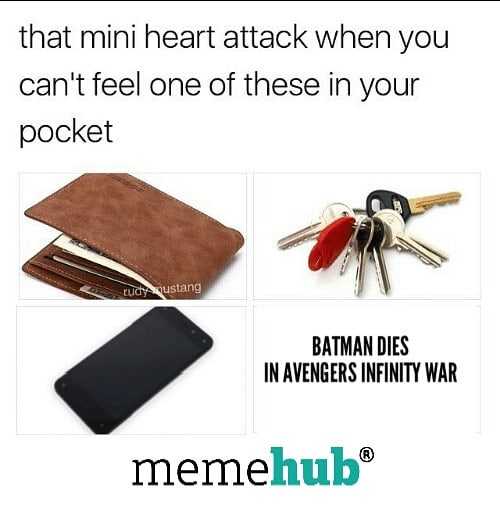 that mini heart attack when you
can't feel one of these in your
pocket
rudy mustang
BATMAN DIES
IN AVENGERS INFINITY WAR
memehub®